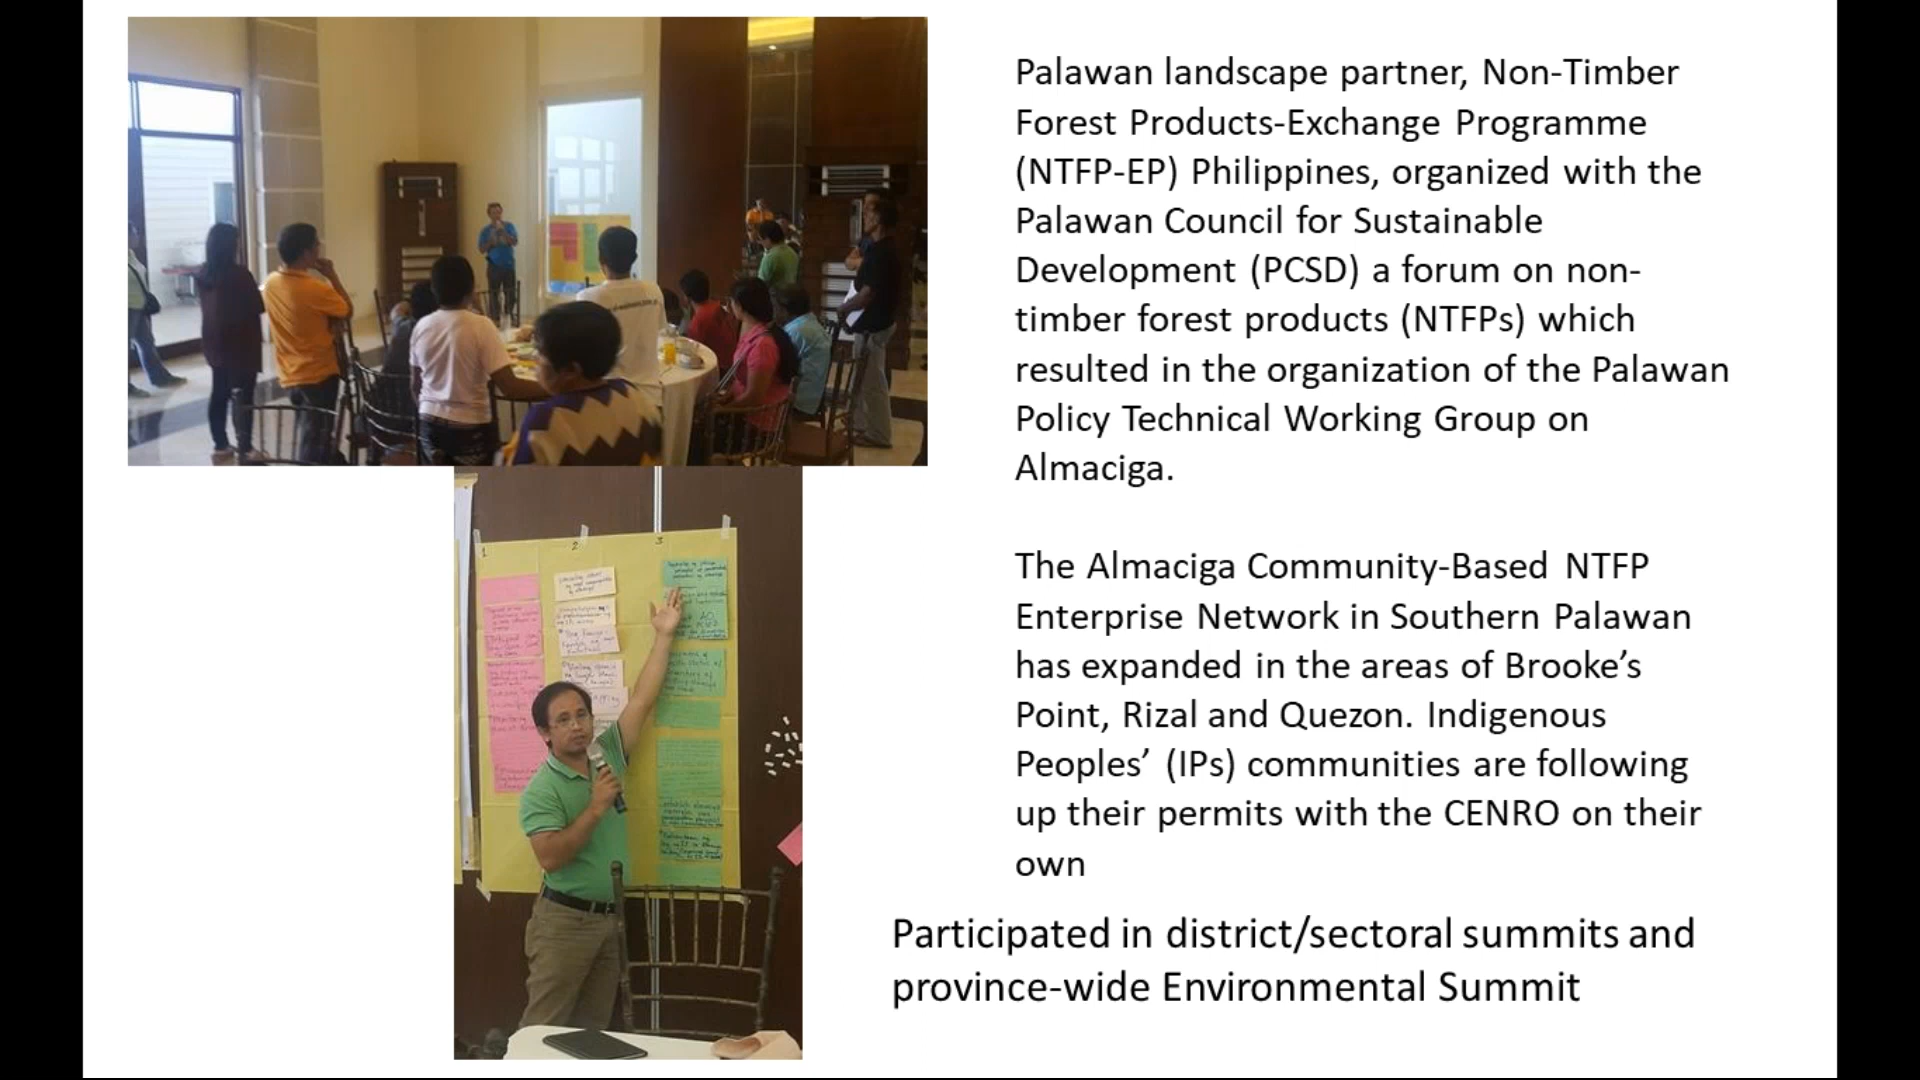 Palawan landscape partner, Non-Timber
Forest Products-Exchange Programme
(NTFP-EP) Philippines, organized with the
Palawan Council for Sustainable
Development (PCSD) a forum on non-
timber forest products (NTFPs) which
resulted in the organization of the Palawan
Policy Technical Working Group on
Almaciga.
The Almaciga Community-Based NTFP
Enterprise Network in Southern Palawan
has expanded in the areas of Brooke’s
Point, Rizal and Quezon. Indigenous
Peoples’ (IPs) communities are following
up their permits with the CENRO on their
own
Participated in district/sectoral summits and
province-wide Environmental Summit
1 2 3